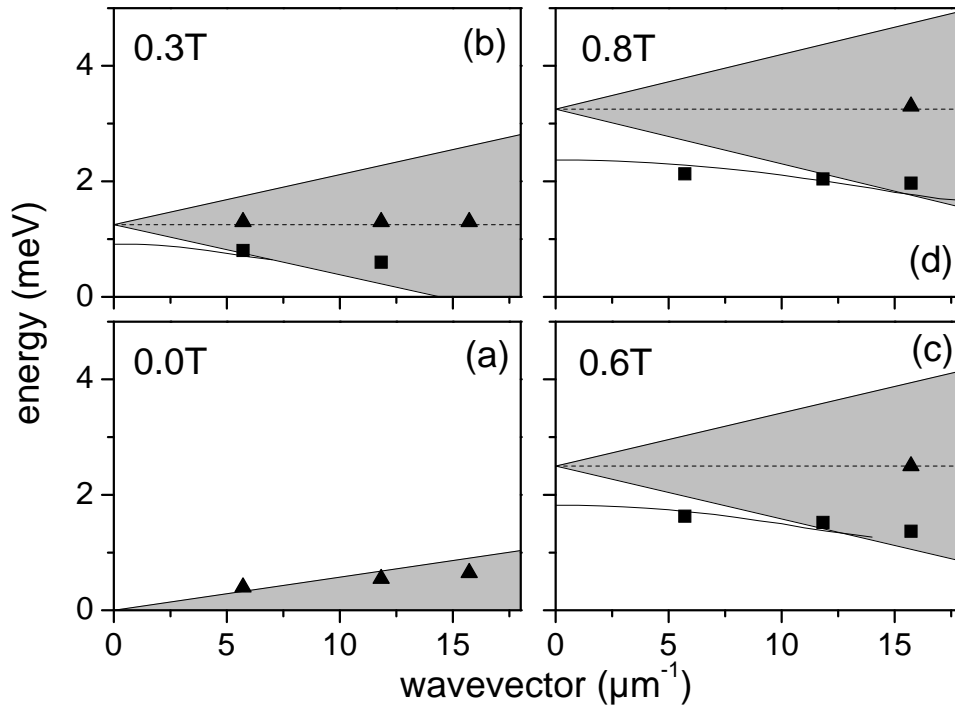 0.3T
(b)
4
2
0
0.8T
(d)
0.0T
(a)
4
2
0
0 5 10 15
0.6T
(c)
0 5 10 15
energy (meV)
wavevector (µm⁻¹)